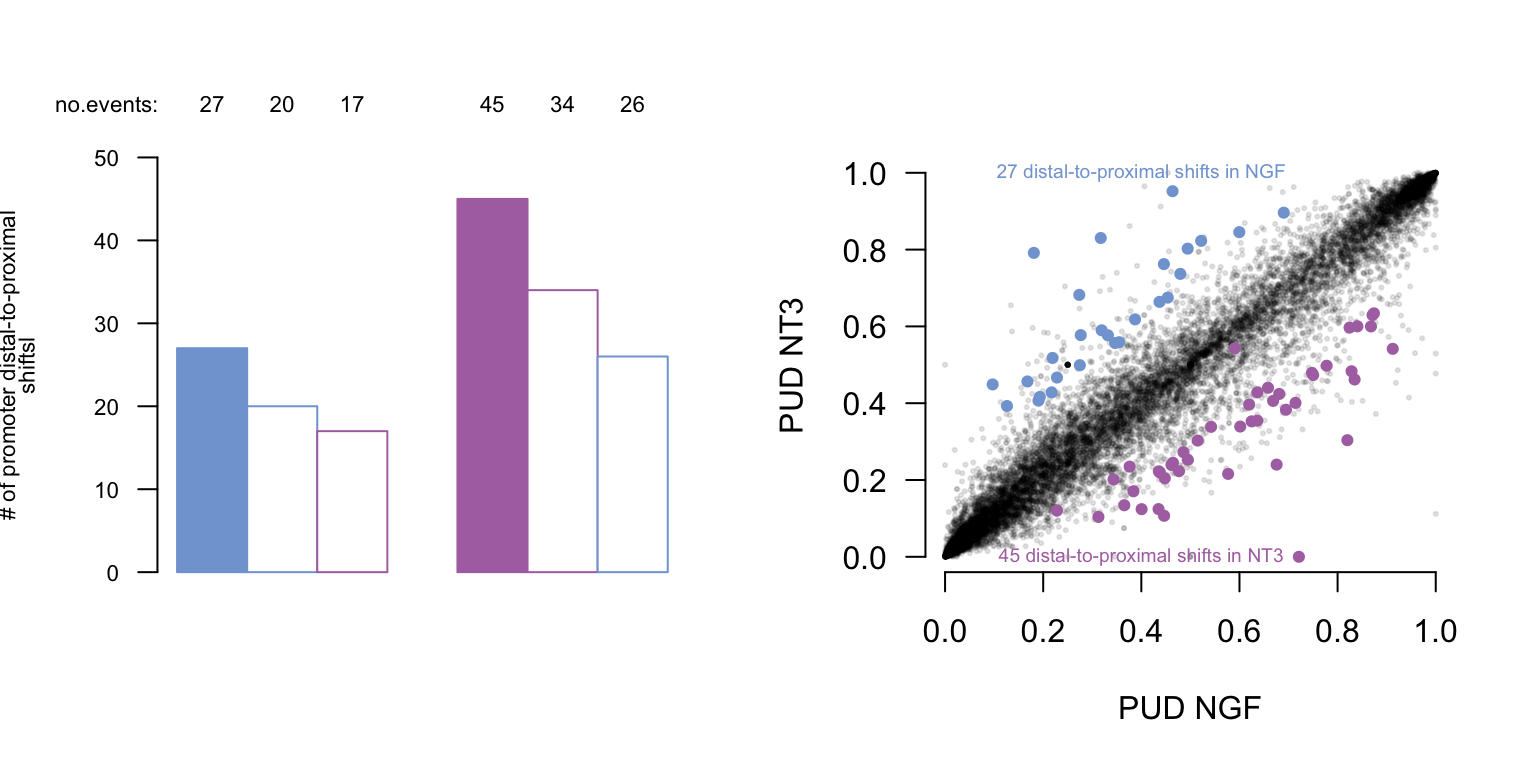 no.events: 27 20 17 45 34 26
50
40
30
20
10
0
# of promoter distal-to-proximal
shiftsl
27 distal-to-proximal shifts in NGF
1.0
0.8
0.6
0.4
0.2
0.0
PUD NT3
45 distal-to-proximal shifts in NT3
0.0 0.2 0.4 0.6 0.8 1.0
PUD NGF